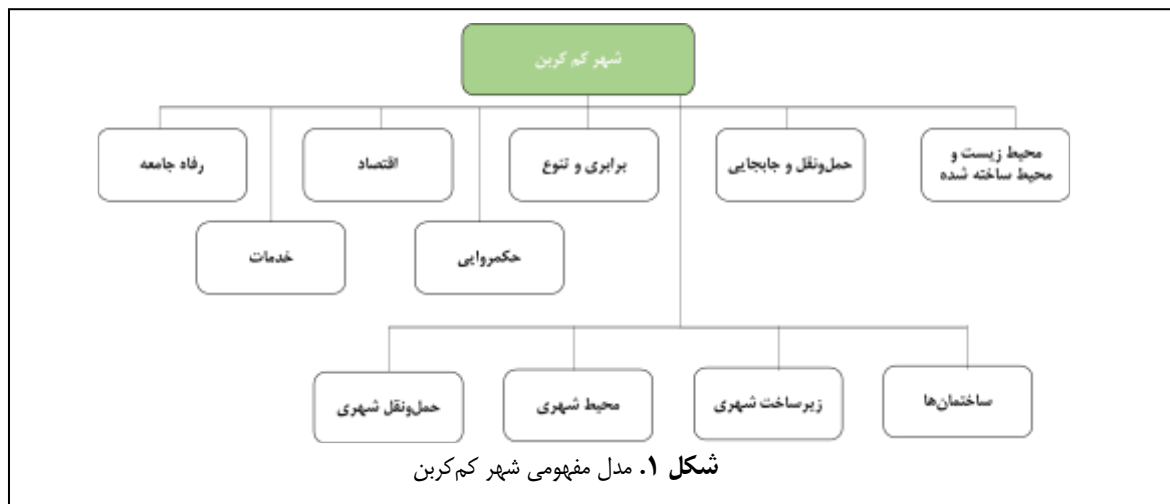 شهر کم کربن
محیط زیست و
محیط ساخته شده
حمل‌ونقل و جابجایی
برابری و تنوع
اقتصاد
رفاه جامعه
حکمروایی
خدمات
ساختمان‌ها
زیرساخت شهری
محیط شهری
حمل‌ونقل شهری
شکل ۱. مدل مفهومی شهر کم‌کربن